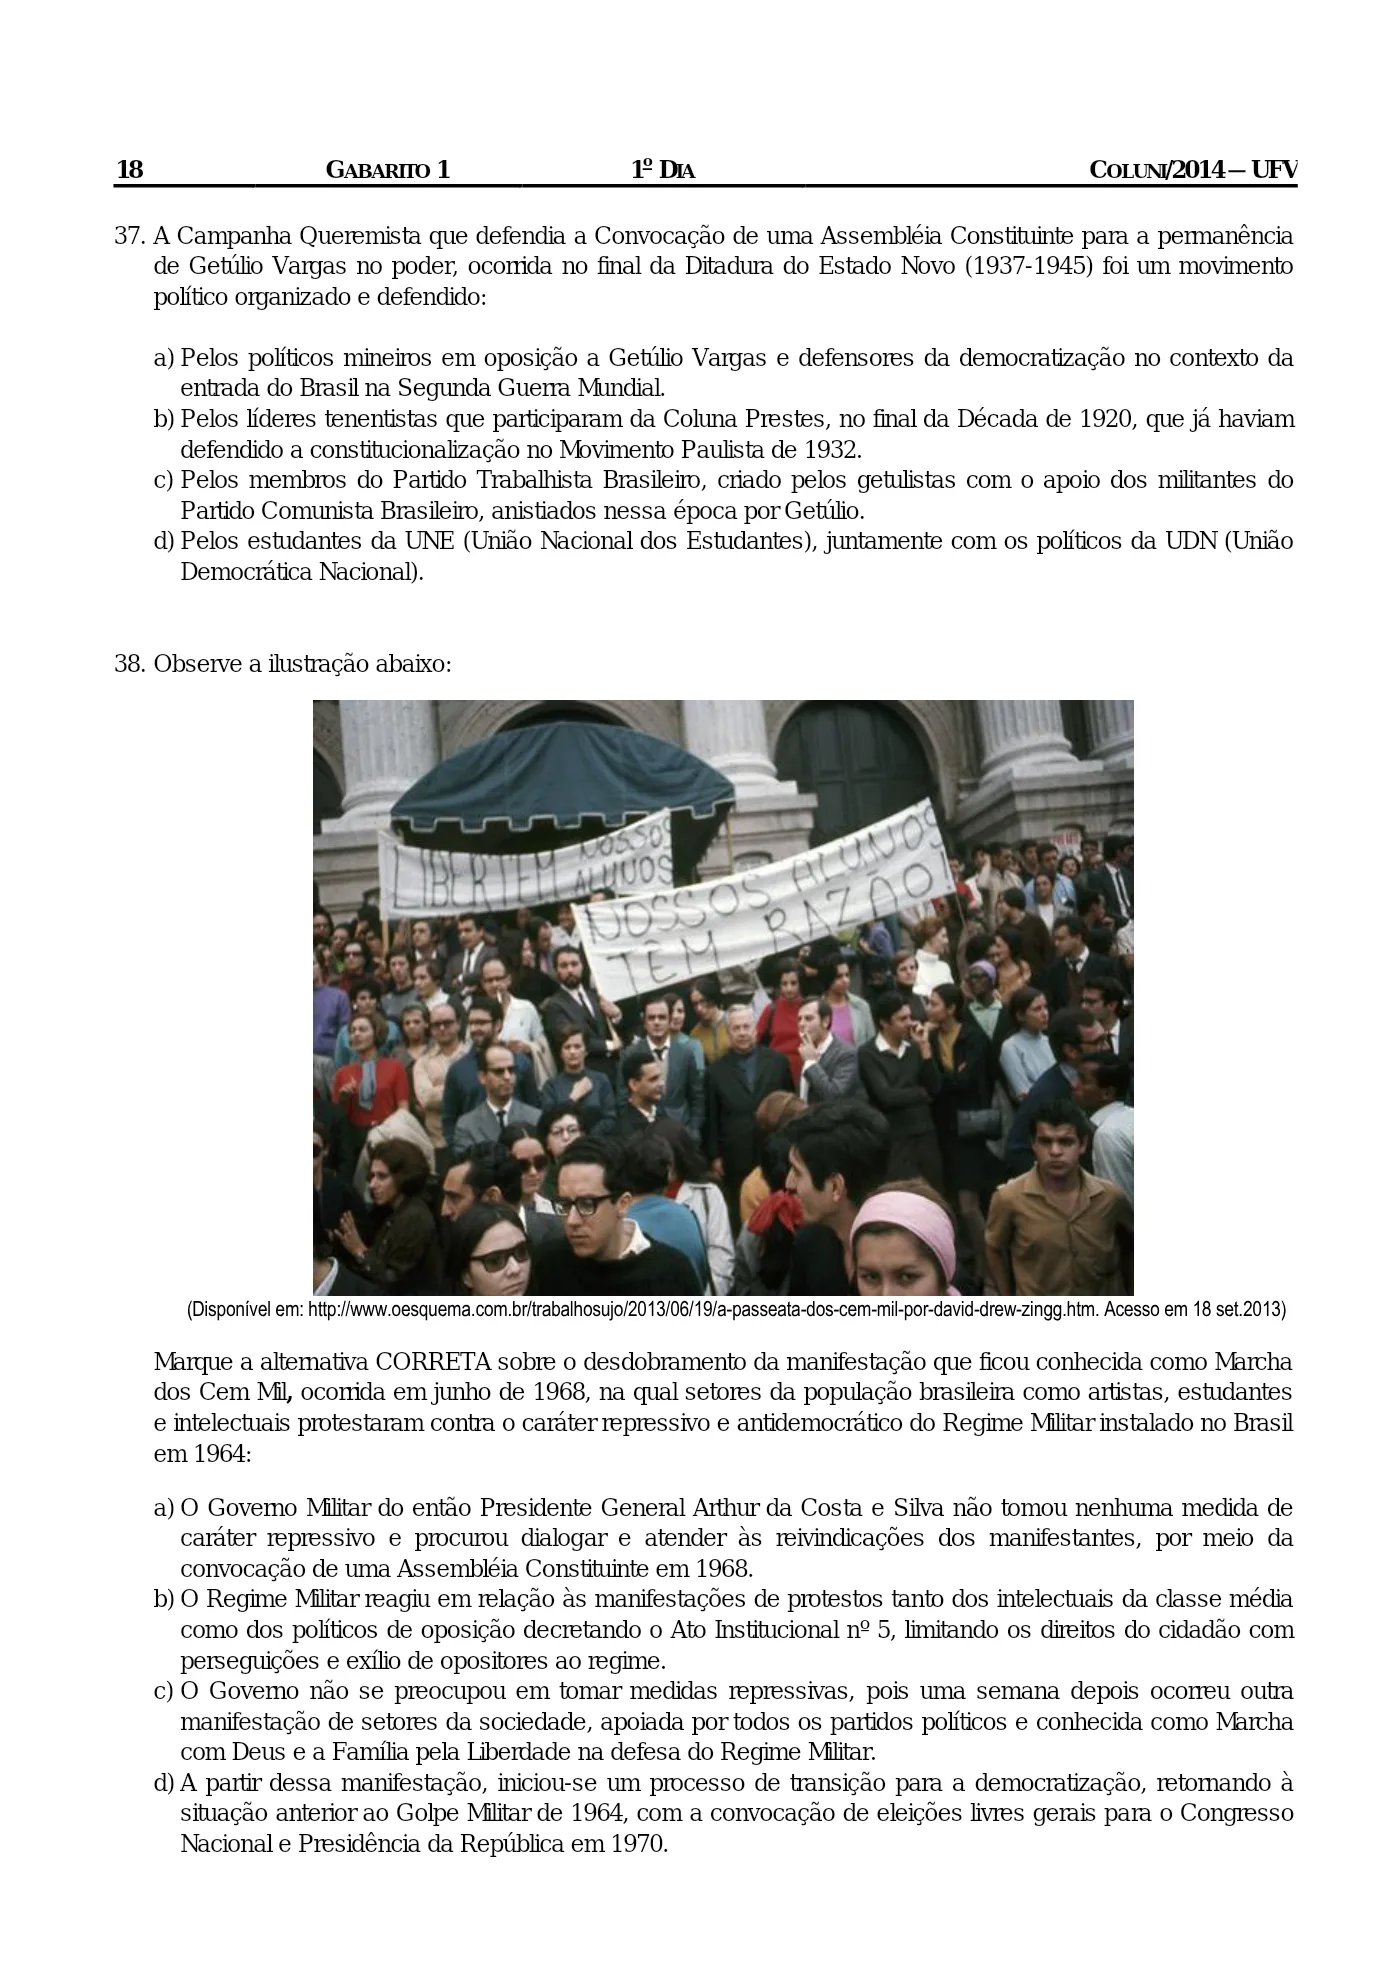 18 GABARITO 1 1º DIA COLUNI/2014 — UFV
37. A Campanha Queremista que defendia a Convocação de uma Assembléia Constituinte para a permanência
de Getúlio Vargas no poder, ocorrida no final da Ditadura do Estado Novo (1937-1945) foi um movimento
político organizado e defendido:
a) Pelos políticos mineiros em oposição a Getúlio Vargas e defensores da democratização no contexto da
entrada do Brasil na Segunda Guerra Mundial.
b) Pelos líderes tenentistas que participaram da Coluna Prestes, no final da Década de 1920, que já haviam
defendido a constitucionalização no Movimento Paulista de 1932.
c) Pelos membros do Partido Trabalhista Brasileiro, criado pelos getulistas com o apoio dos militantes do
Partido Comunista Brasileiro, anistiados nessa época por Getúlio.
d) Pelos estudantes da UNE (União Nacional dos Estudantes), juntamente com os políticos da UDN (União
Democrática Nacional).
38. Observe a ilustração abaixo:
LIBERTEM NOSSOS
ALUNOS
NOSSOS ALUNOS
TÊM RAZÃO!
(Disponível em: http://www.oesquema.com.br/trabalhosujo/2013/06/19/a-passeata-dos-cem-mil-por-david-drew-zingg.htm. Acesso em 18 set.2013)
Marque a alternativa CORRETA sobre o desdobramento da manifestação que ficou conhecida como Marcha
dos Cem Mil, ocorrida em junho de 1968, na qual setores da população brasileira como artistas, estudantes
e intelectuais protestaram contra o caráter repressivo e antidemocrático do Regime Militar instalado no Brasil
em 1964:
a) O Governo Militar do então Presidente General Arthur da Costa e Silva não tomou nenhuma medida de
caráter repressivo e procurou dialogar e atender às reivindicações dos manifestantes, por meio da
convocação de uma Assembléia Constituinte em 1968.
b) O Regime Militar reagiu em relação às manifestações de protestos tanto dos intelectuais da classe média
como dos políticos de oposição decretando o Ato Institucional nº 5, limitando os direitos do cidadão com
perseguições e exílio de opositores ao regime.
c) O Governo não se preocupou em tomar medidas repressivas, pois uma semana depois ocorreu outra
manifestação de setores da sociedade, apoiada por todos os partidos políticos e conhecida como Marcha
com Deus e a Família pela Liberdade na defesa do Regime Militar.
d) A partir dessa manifestação, iniciou-se um processo de transição para a democratização, retornando à
situação anterior ao Golpe Militar de 1964, com a convocação de eleições livres gerais para o Congresso
Nacional e Presidência da República em 1970.